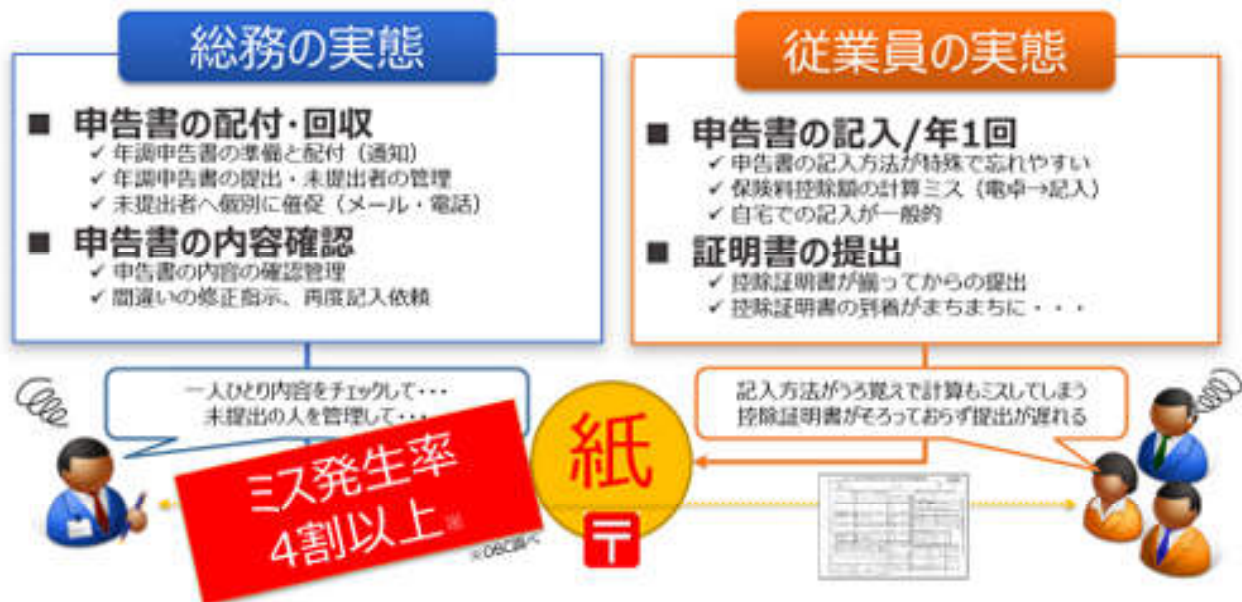 総務の実態
■ 申告書の配付・回収
✓ 年調申告書の準備と配付（通知）
✓ 年調申告書の提出・未提出者の管理
✓ 未提出者へ個別に催促（メール・電話）
■ 申告書の内容確認
✓ 申告書の内容の確認管理
✓ 間違いの修正指示、再度記入依頼
従業員の実態
■ 申告書の記入/年1回
✓ 申告書の記入方法が特殊で忘れやすい
✓ 保険料控除額の計算ミス（電卓→記入）
✓ 自宅での記入が一般的
■ 証明書の提出
✓ 控除証明書が揃ってからの提出
✓ 控除証明書の到着がまちまちに・・・
一人ひとり内容をチェックして・・・
未提出の人を管理して・・・
記入方法がうろ覚えで計算もミスしてしまう
控除証明書がそろっておらず提出が遅れる
ミス発生率
4割以上※
※OBC調べ
紙
〒